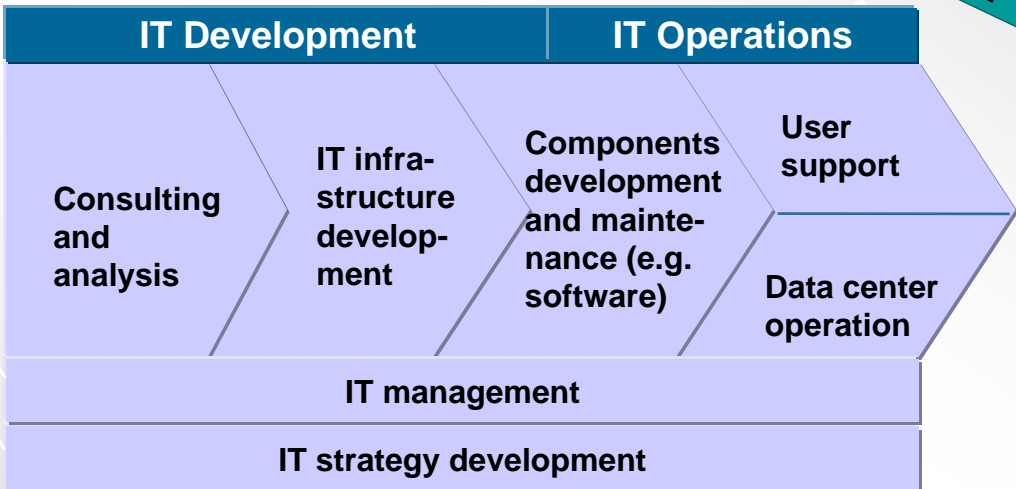 IT Development
IT Operations
Consulting
and
analysis
IT infra-
structure
develop-
ment
Components
development
and mainte-
nance (e.g.
software)
User
support
Data center
operation
IT management
IT strategy development